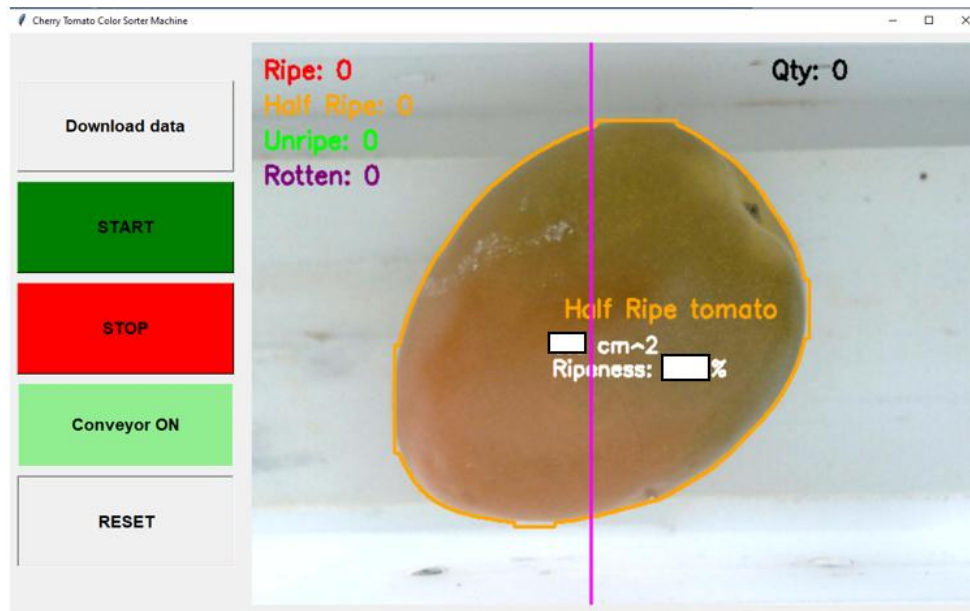 Cherry Tomato Color Sorter Machine
Download data
START
STOP
Conveyor ON
RESET
Ripe: 0
Half Ripe: 0
Unripe: 0
Rotten: 0
Qty: 0
Half Ripe tomato
cm^2
Ripeness: %